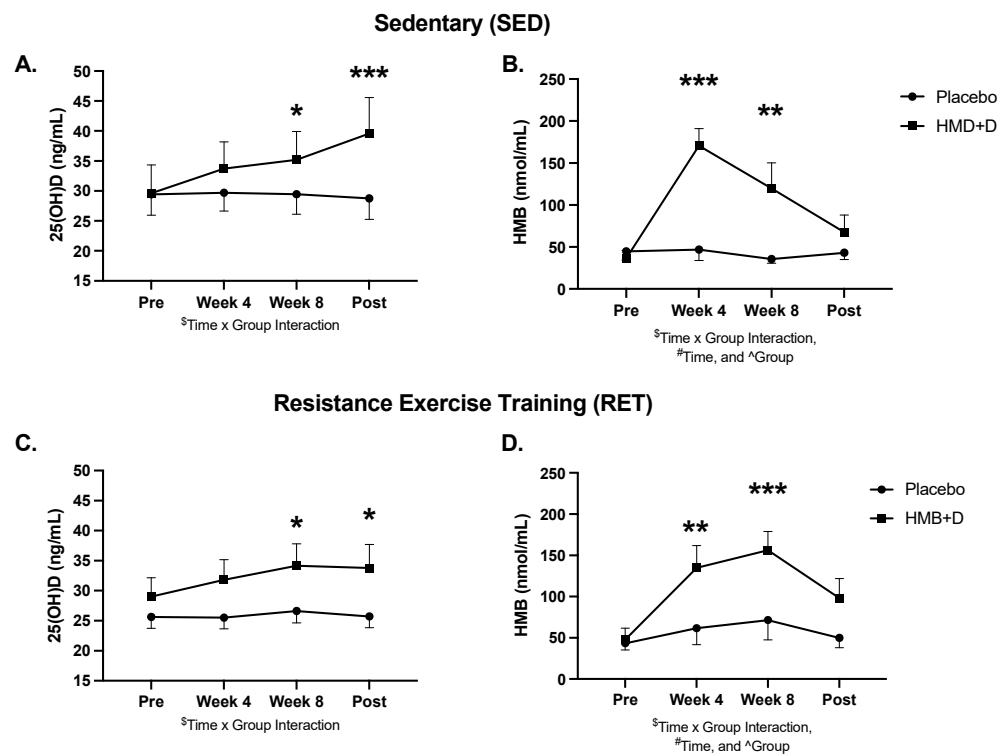 Sedentary (SED)
A.
25(OH)D (ng/mL)
50
45
40
35
30
25
20
15
*
***
Pre Week 4 Week 8 Post
$Time x Group Interaction
B.
HMB (nmol/mL)
250
200
150
100
50
0
***
**
Pre Week 4 Week 8 Post
$Time x Group Interaction,
#Time, and ^Group
Placebo
HMD+D
Resistance Exercise Training (RET)
C.
25(OH)D (ng/mL)
50
45
40
35
30
25
20
15
*
*
Pre Week 4 Week 8 Post
$Time x Group Interaction
D.
HMB (nmol/mL)
250
200
150
100
50
0
**
***
Pre Week 4 Week 8 Post
$Time x Group Interaction,
#Time, and ^Group
Placebo
HMB+D